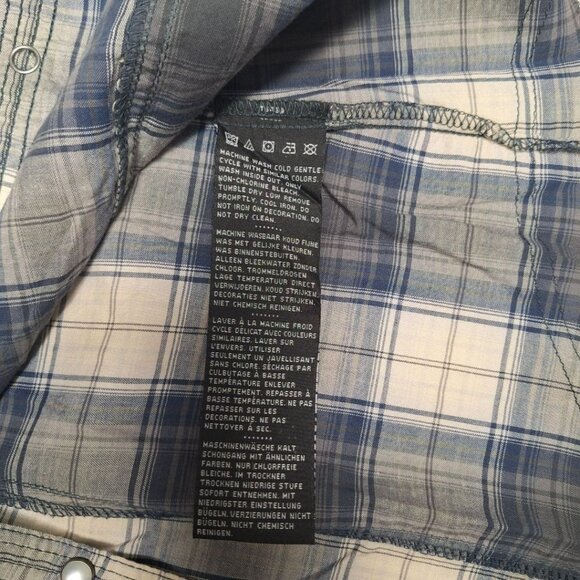 MACHINE WASH COLD GENTLE
CYCLE WITH SIMILAR COLORS.
WASH INSIDE OUT. ONLY
NON-CHLORINE BLEACH.
TUMBLE DRY LOW REMOVE
PROMPTLY. COOL IRON. DO
NOT IRON ON DECORATION. DO
NOT DRY CLEAN.
MACHINE WASBAAR KOUD FIJNE
WAS MET GELIJKE KLEUREN.
WAS BINNENSTEBUITEN.
ALLEEN BLEEKWATER ZONDER
CHLOOR. TROMMELDROGEN
LAGE TEMPERATUUR DIRECT
VERWIJDEREN. KOUD STRIJKEN.
DECORATIES NIET STRIJKEN.
NIET CHEMISCH REINIGEN.
LAVER À LA MACHINE FROID
CYCLE DÉLICAT AVEC COULEURS
SIMILAIRES. LAVER SUR
L'ENVERS. UTILISER
SEULEMENT UN JAVELLISANT
SANS CHLORE. SÉCHAGE PAR
CULBUTAGE À BASSE
TEMPÉRATURE ENLEVER
PROMPTEMENT. REPASSER À
BASSE TEMPÉRATURE. NE PAS
REPASSER SUR LES
DECORATIONS. NE PAS
NETTOYER À SEC.
MASCHINENWÄSCHE KALT
SCHONGANG MIT ÄHNLICHEN
FARBEN. NUR CHLORFREIE
BLEICHE. IM TROCKNER
TROCKNEN NIEDRIGE STUFE
SOFORT ENTNEHMEN. MIT
NIEDRIGEN EINSTELLUNG
BÜGELN. VERZIERUNGEN NICHT
BÜGELN. NICHT CHEMISCH
REINIGEN.